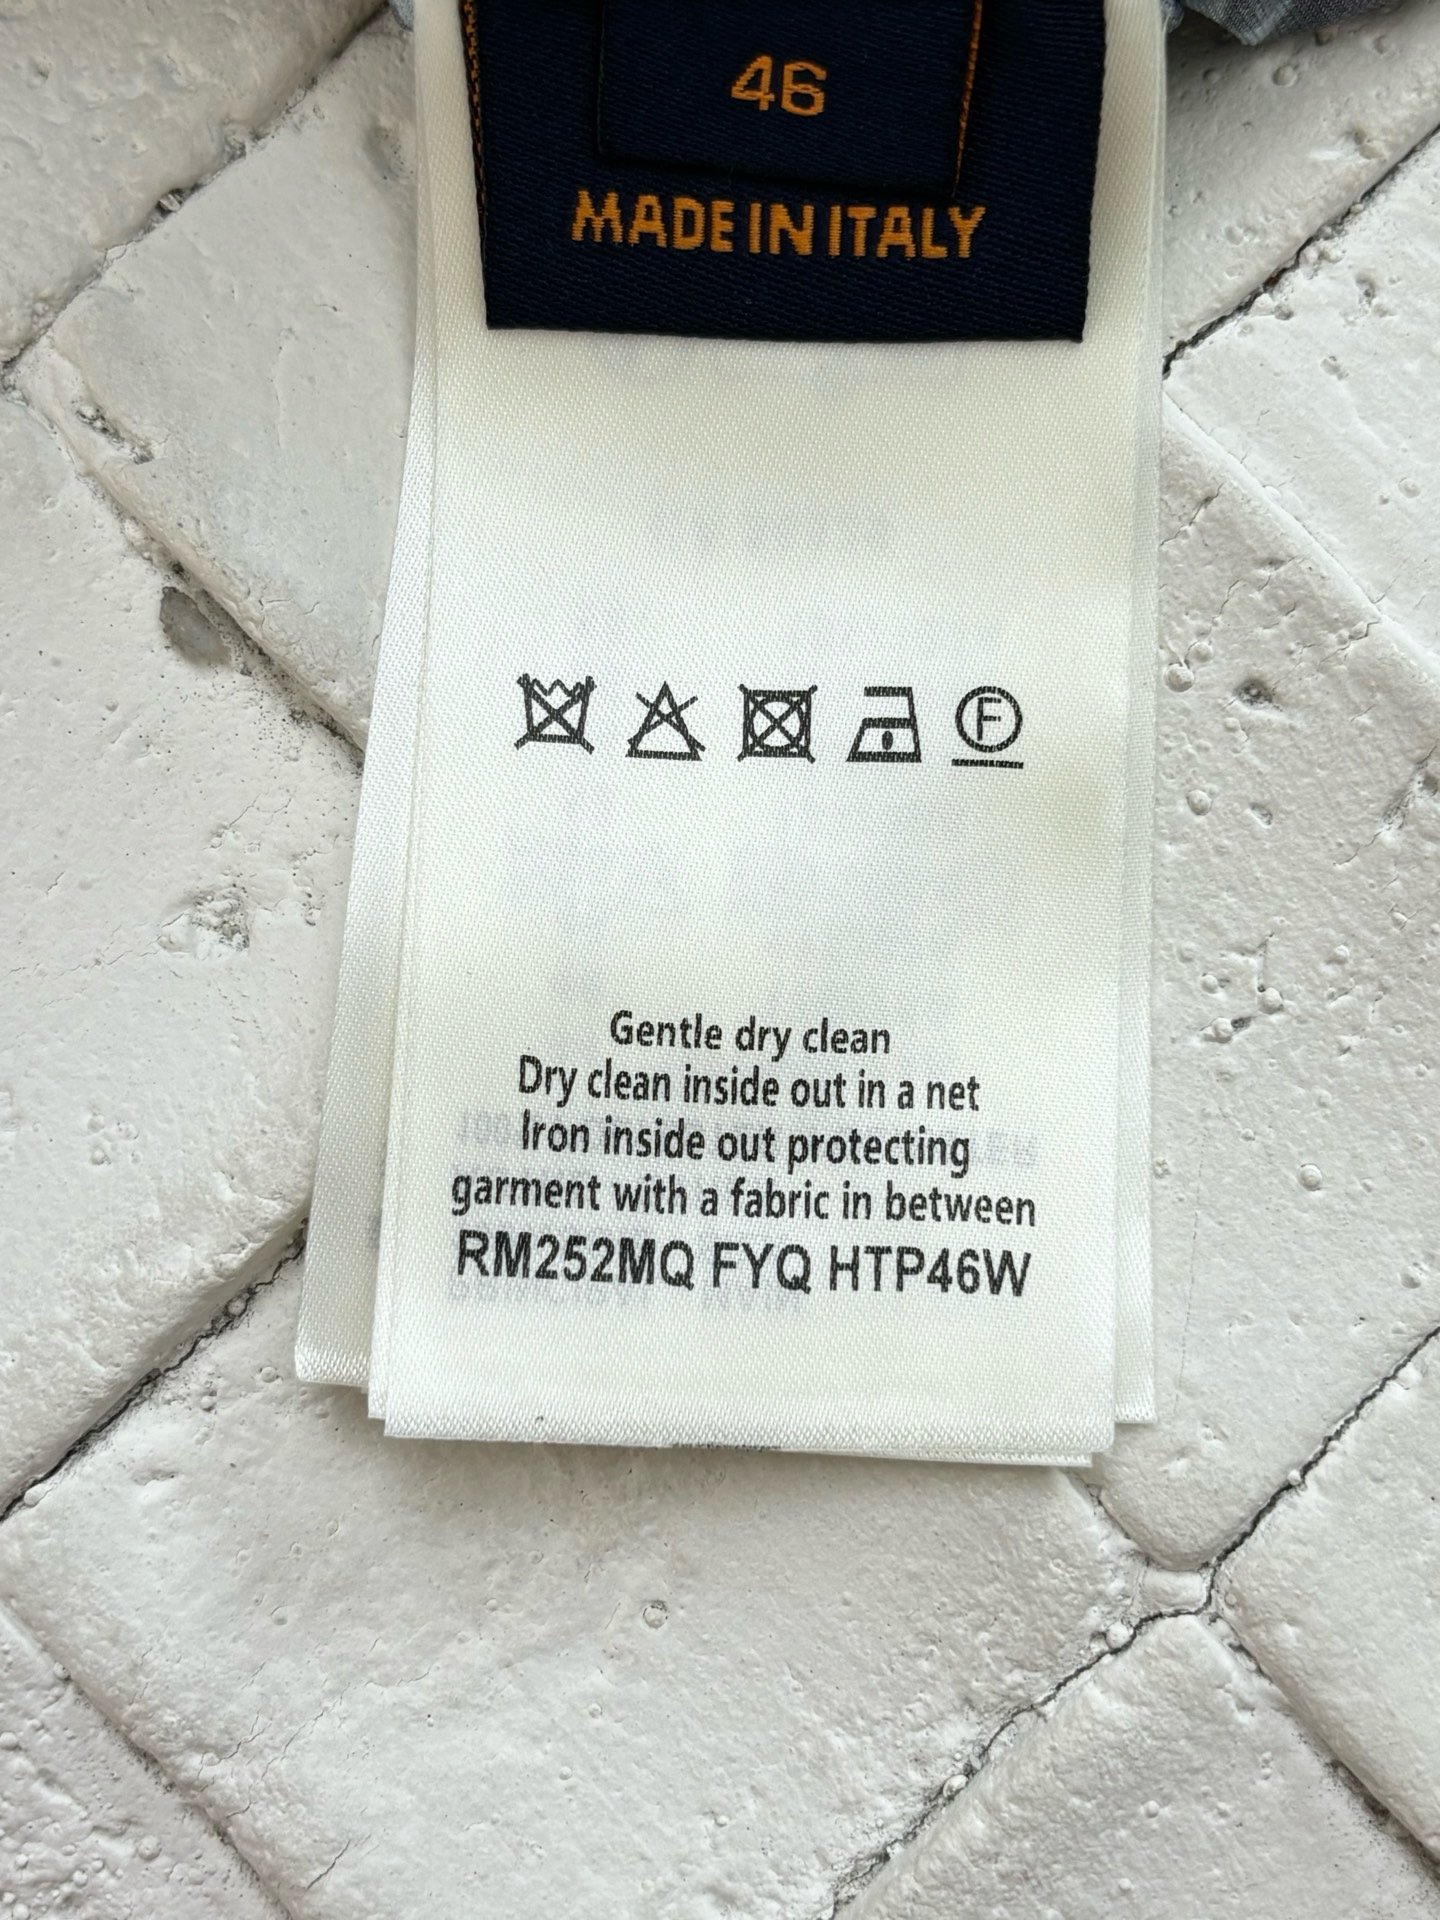 46
MADE IN ITALY
F
Gentle dry clean
Dry clean inside out in a net
Iron inside out protecting
garment with a fabric in between
RM252MQ FYQ HTP46W